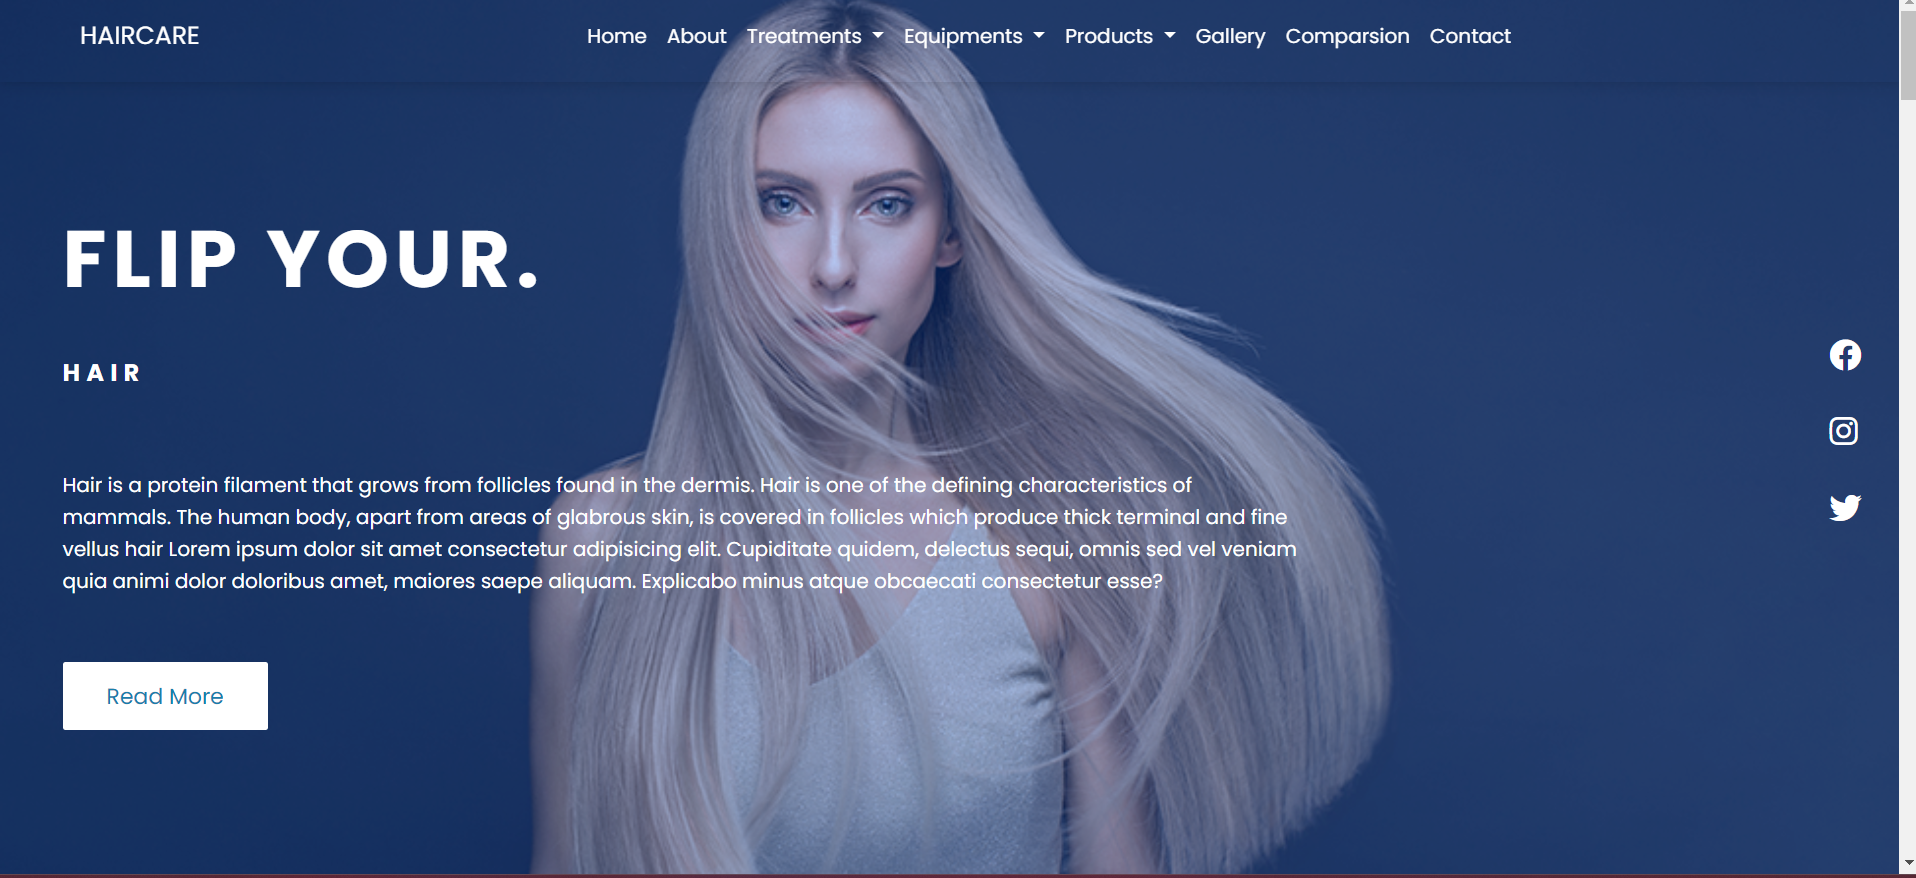 HAIRCARE
Home About Treatments Equipments Products Gallery Comparsion Contact
FLIP YOUR.
HAIR
Hair is a protein filament that grows from follicles found in the dermis. Hair is one of the defining characteristics of
mammals. The human body, apart from areas of glabrous skin, is covered in follicles which produce thick terminal and fine
vellus hair Lorem ipsum dolor sit amet consectetur adipisicing elit. Cupiditate quidem, delectus sequi, omnis sed vel veniam
quia animi dolor doloribus amet, maiores saepe aliquam. Explicabo minus atque obcaecati consectetur esse?
Read More